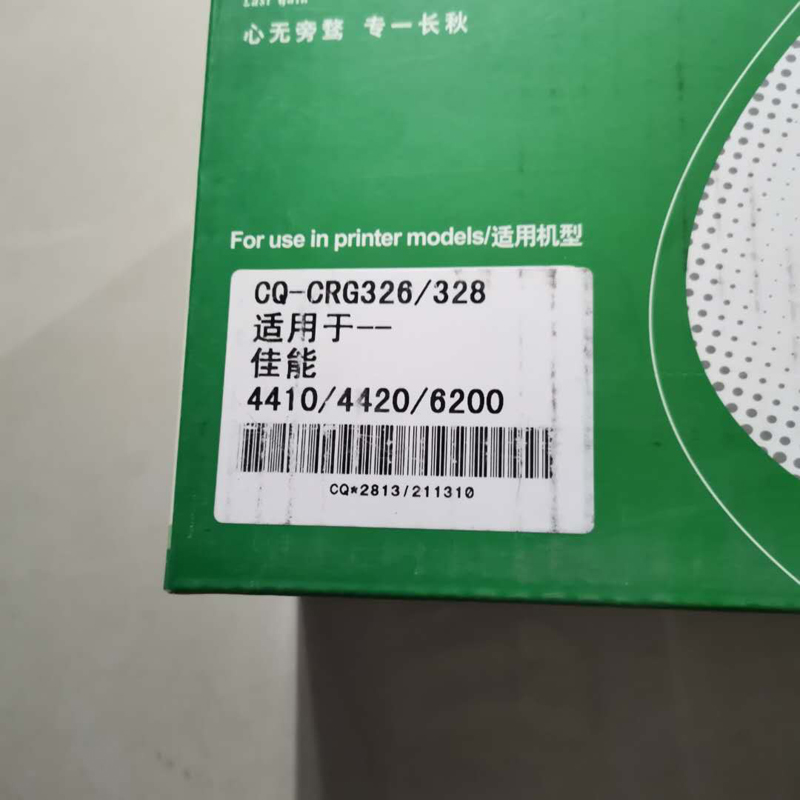 心无旁骛 专一长秋
For use in printer models/适用机型
CQ-CRG326/328
适用于--
佳能
4410/4420/6200
CQ*2813/211310